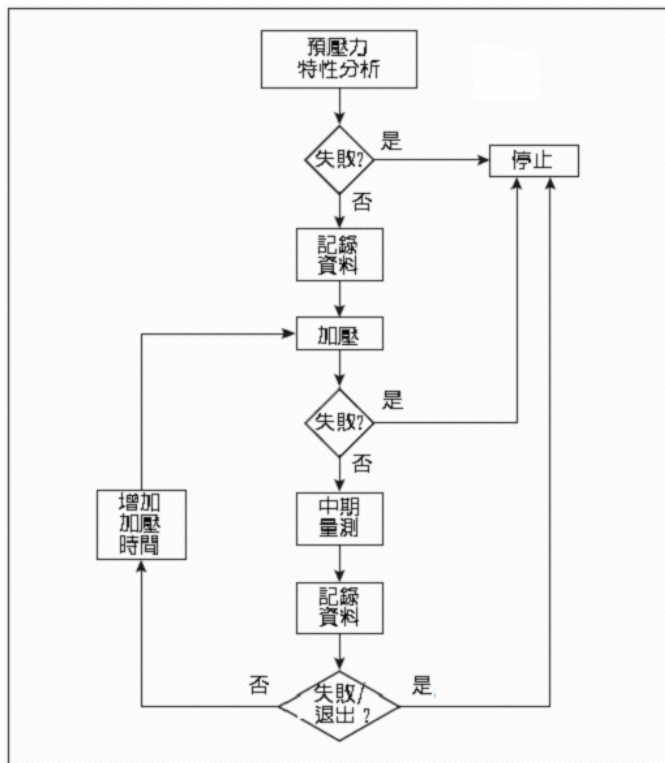 預壓力
特性分析
失敗?
是
停止
否
記錄
資料
加壓
失敗?
是
否
增加
加壓
時間
中期
量測
記錄
資料
否
失敗/
退出?
是